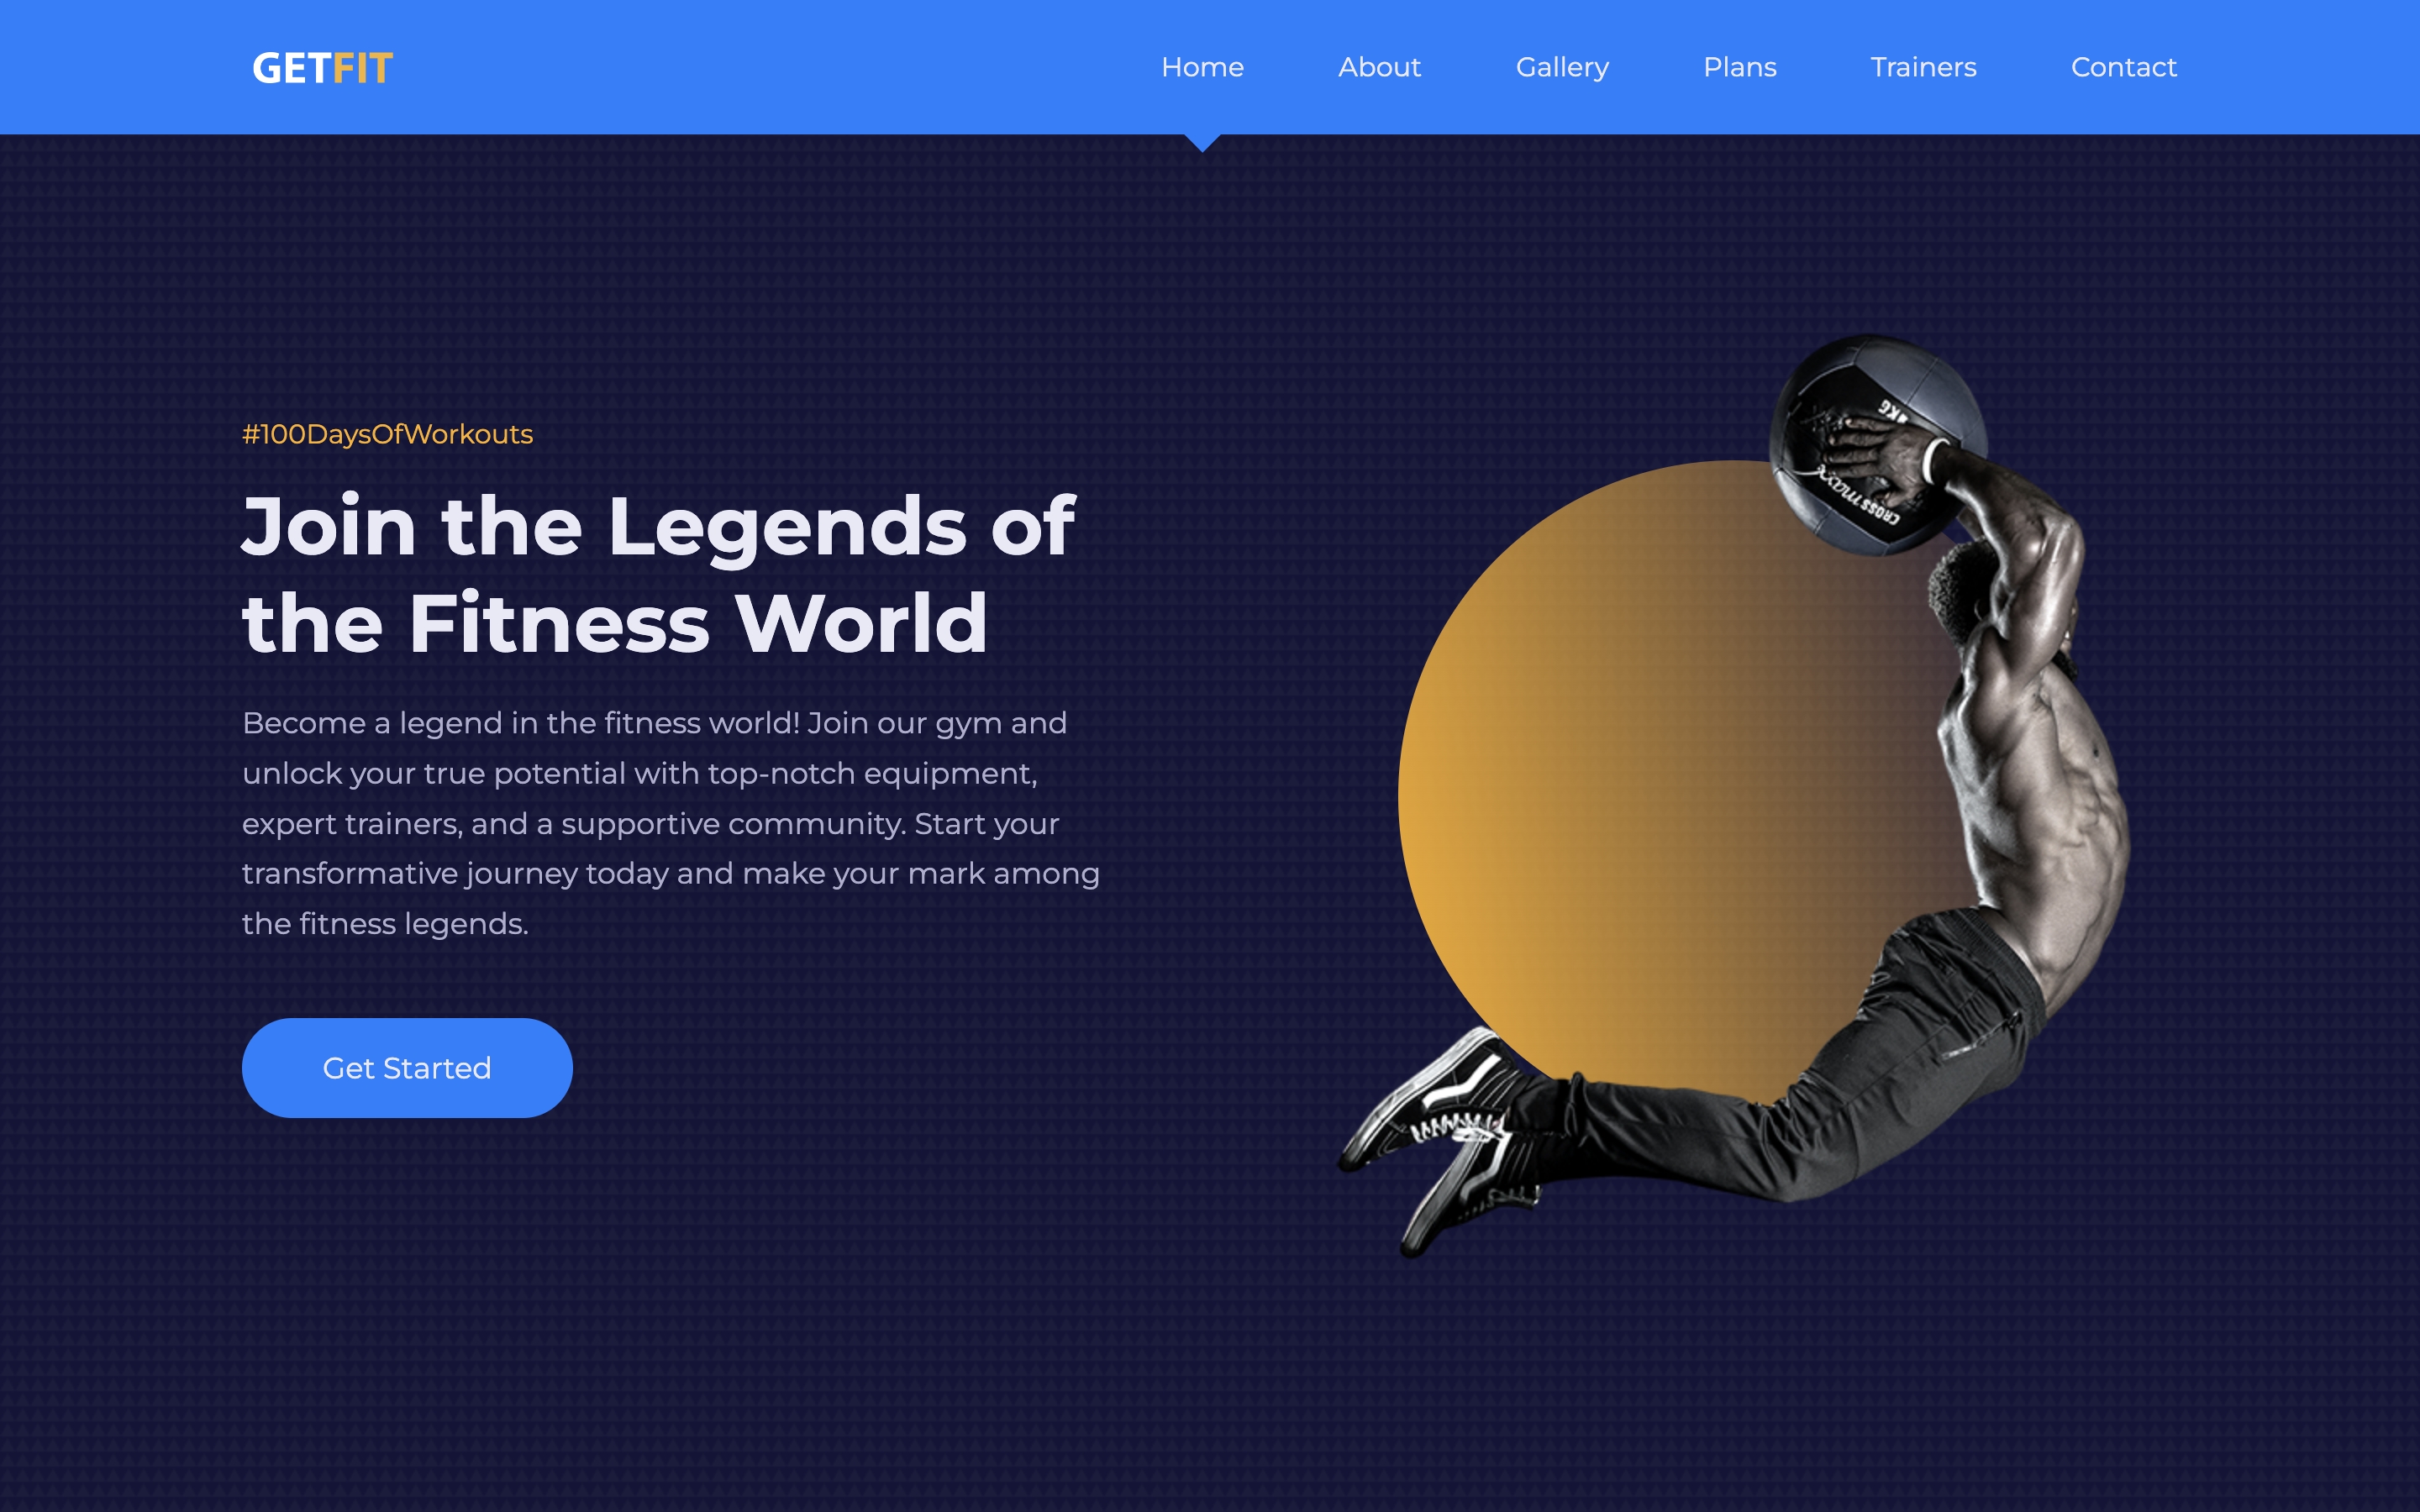 GETFIT
Home About Gallery Plans Trainers Contact
#100DaysOfWorkouts
Join the Legends of
the Fitness World
Become a legend in the fitness world! Join our gym and
unlock your true potential with top-notch equipment,
expert trainers, and a supportive community. Start your
transformative journey today and make your mark among
the fitness legends.
Get Started
KG
CROSSmaxx